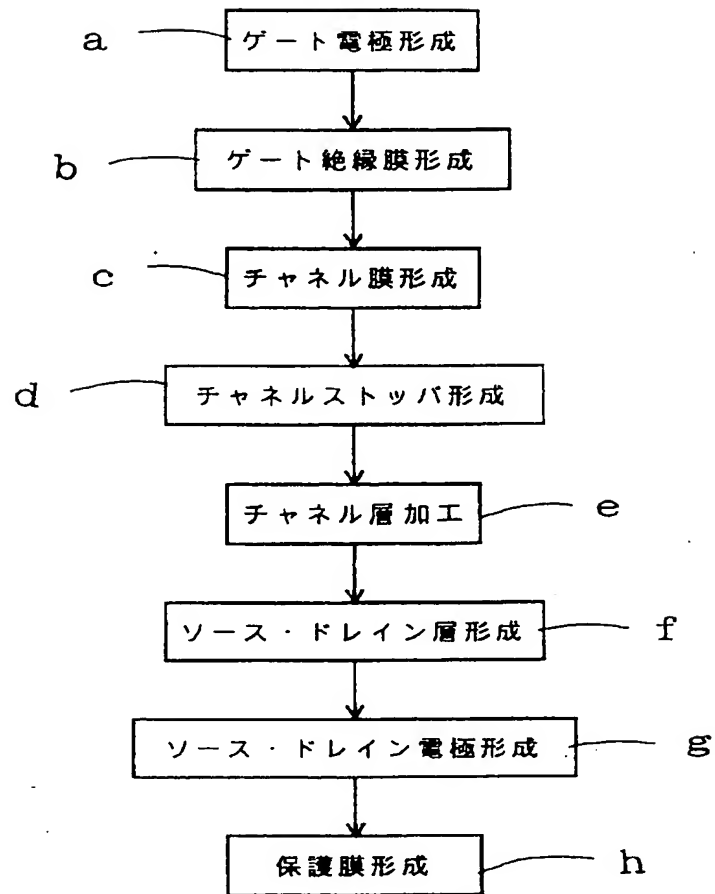 a ゲート電極形成
b ゲート絶縁膜形成
c チャネル膜形成
d チャネルストッパ形成
チャネル層加工 e
ソース・ドレイン層形成 f
ソース・ドレイン電極形成 g
保護膜形成 h